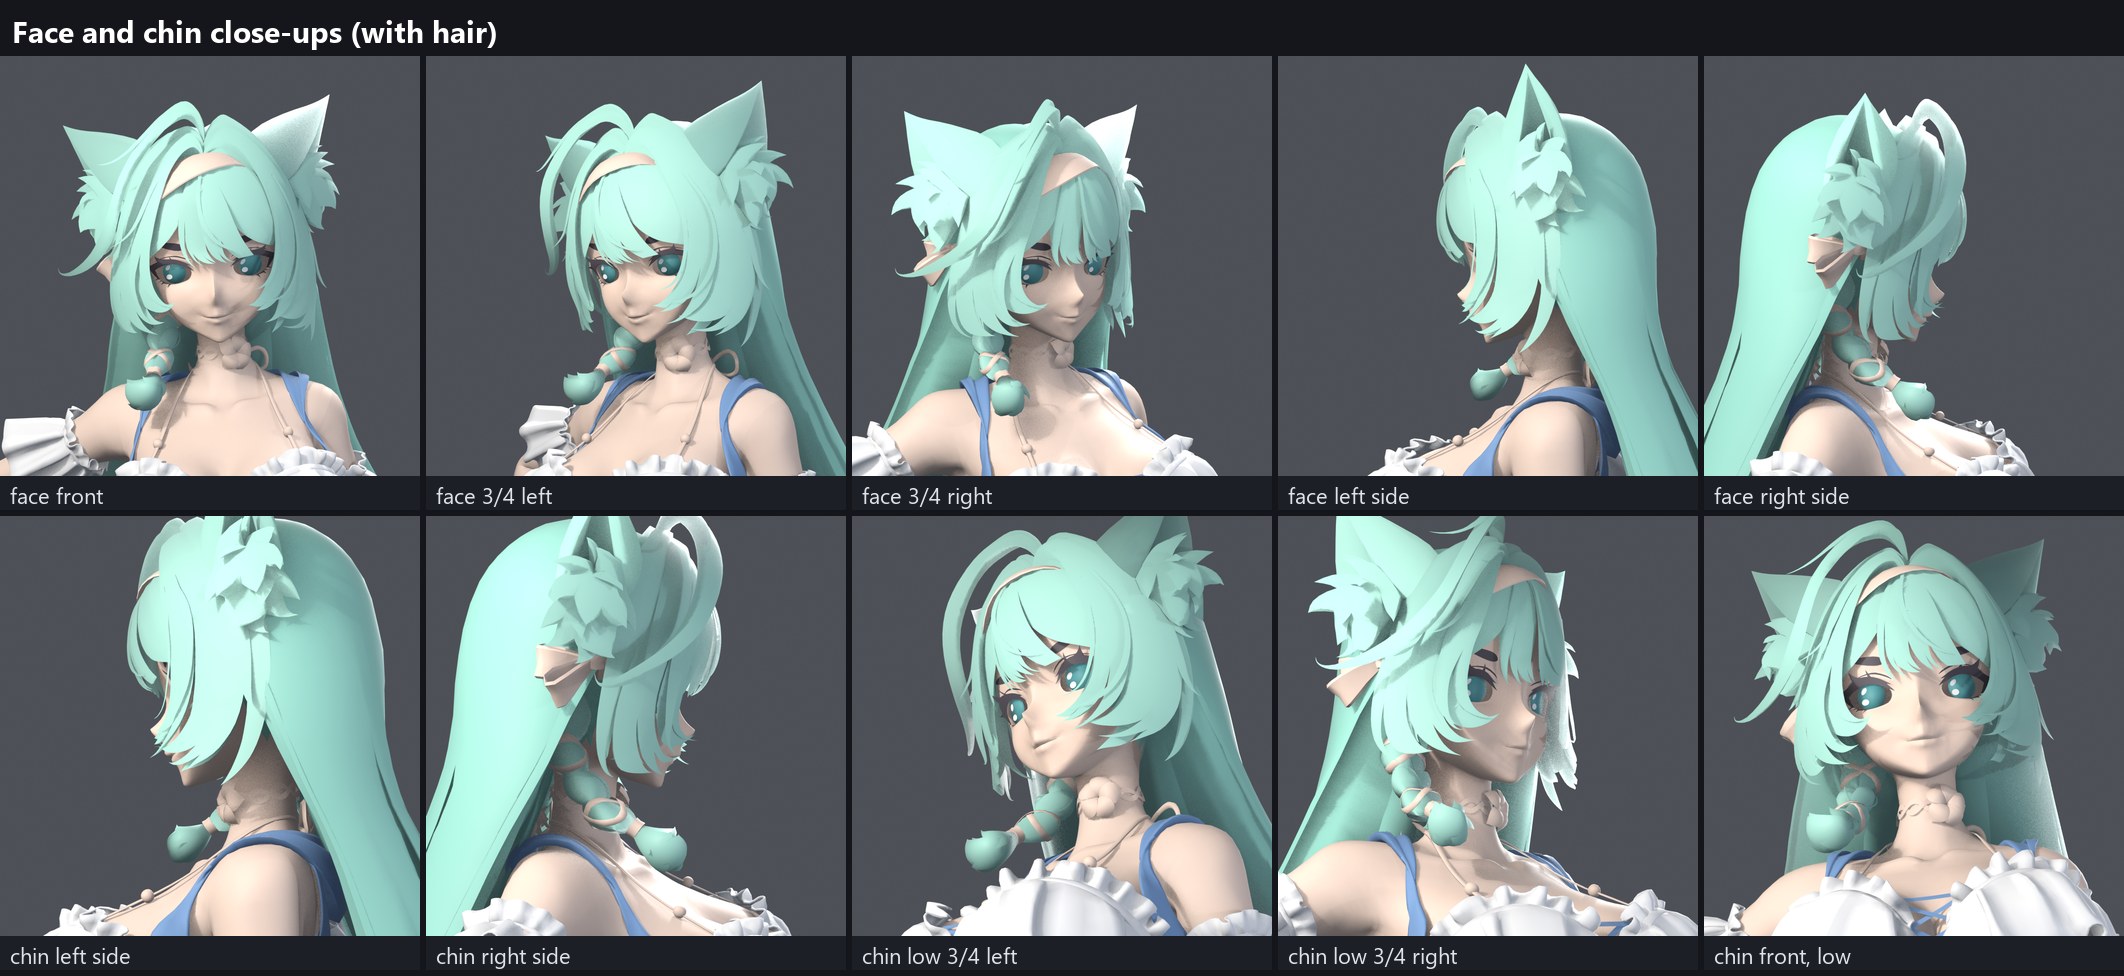 Face and chin close-ups (with hair)
face front
face 3/4 left
face 3/4 right
face left side
face right side
chin left side
chin right side
chin low 3/4 left
chin low 3/4 right
chin front, low